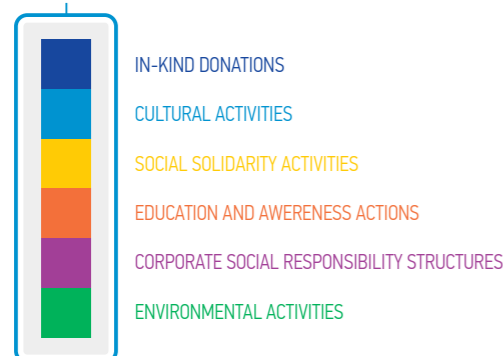 IN-KIND DONATIONS
CULTURAL ACTIVITIES
SOCIAL SOLIDARITY ACTIVITIES
EDUCATION AND AWERENESS ACTIONS
CORPORATE SOCIAL RESPONSIBILITY STRUCTURES
ENVIRONMENTAL ACTIVITIES